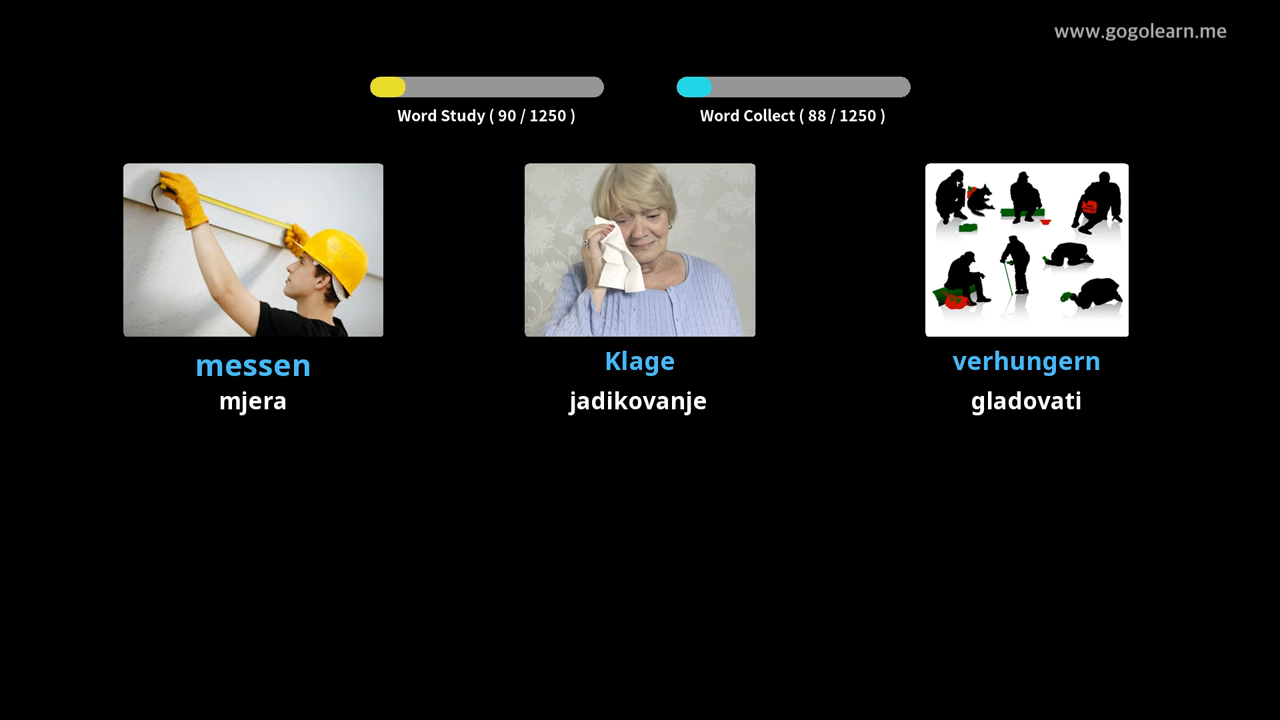 www.gogolearn.me
Word Study ( 90 / 1250 )
Word Collect ( 88 / 1250 )
messen
mjera
Klage
jadikovanje
verhungern
gladovati